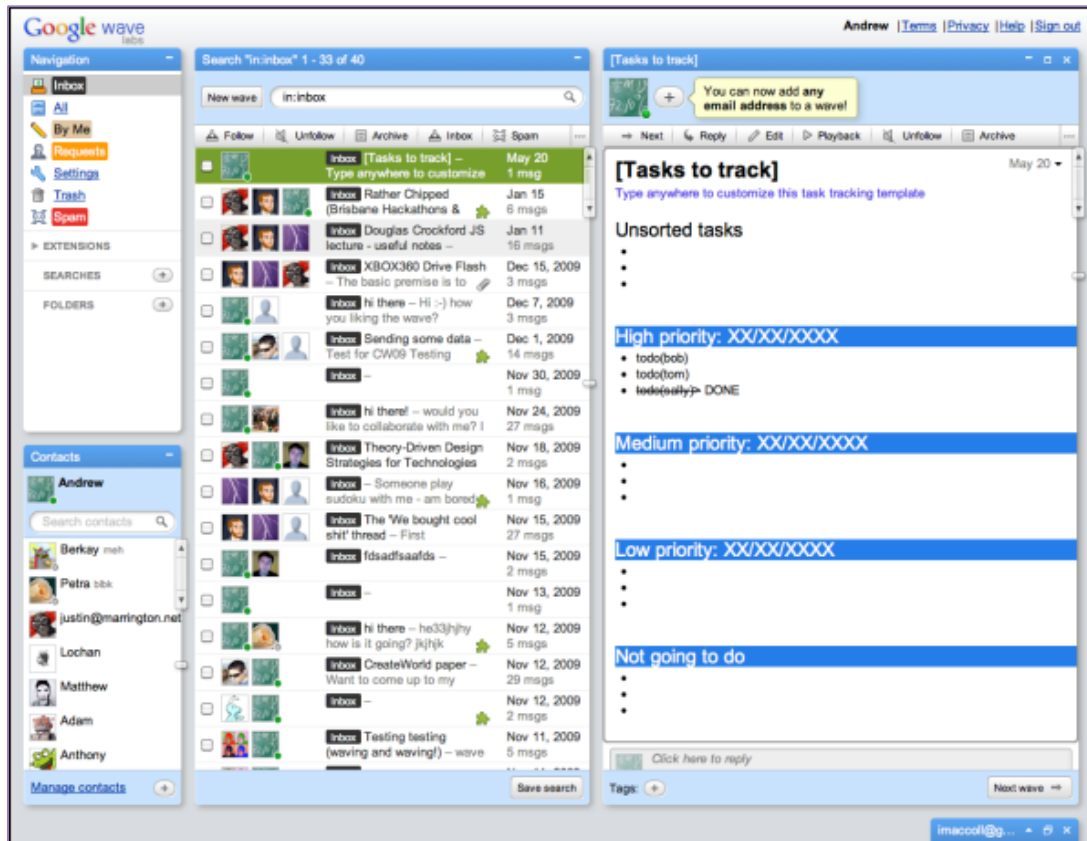 Google wave
labs
Andrew | Terms | Privacy | Help | Sign out
Navigation
Inbox
All
By Me
Requests
Settings
Trash
Spam
EXTENSIONS
SEARCHES
FOLDERS
Contacts
Andrew
Search contacts
Berkay meh
Petra blbk
justin@marrington.net
Lochan
Matthew
Adam
Anthony
Manage contacts
Search "in:inbox" 1 - 33 of 40
New wave in:inbox
Follow Unfollow Archive Inbox Spam
Inbox [Tasks to track] – May 20
Type anywhere to customize 1 msg
Inbox Rather Chipped Jan 15
(Brisbane Hackathons & 6 msgs
Inbox Douglas Crockford JS Jan 11
lecture - useful notes – 16 msgs
Inbox XBOX360 Drive Flash Dec 15, 2009
– The basic premise is to 3 msgs
Inbox hi there – Hi :-) how Dec 7, 2009
you liking the wave? 3 msgs
Inbox Sending some data – Dec 1, 2009
Test for CW09 Testing 14 msgs
Inbox – Nov 30, 2009
1 msg
Inbox hi there! – would you Nov 24, 2009
like to collaborate with me? I 27 msgs
Inbox Theory-Driven Design Nov 18, 2009
Strategies for Technologies 2 msgs
Inbox – Someone play Nov 16, 2009
sudoku with me - am bored 1 msg
Inbox The 'We bought cool Nov 15, 2009
shit' thread – First 27 msgs
Inbox fdsadfsaafds – Nov 15, 2009
2 msgs
Inbox – Nov 13, 2009
1 msg
Inbox hi there – he33jhjhy Nov 12, 2009
how is it going? jkjhjk 5 msgs
Inbox CreateWorld paper – Nov 12, 2009
Want to come up to my 29 msgs
Inbox – Nov 12, 2009
2 msgs
Inbox Testing testing Nov 11, 2009
(waving and waving!) – wave 5 msgs
Save search
[Tasks to track]
You can now add any
email address to a wave!
Next Reply Edit Playback Unfollow Archive
[Tasks to track] May 20
Type anywhere to customize this task tracking template
Unsorted tasks
High priority: XX/XX/XXXX
todo(bob)
todo(tom)
todo(sally)> DONE
Medium priority: XX/XX/XXXX
Low priority: XX/XX/XXXX
Not going to do
Click here to reply
Tags: Next wave
imaccoll@g...